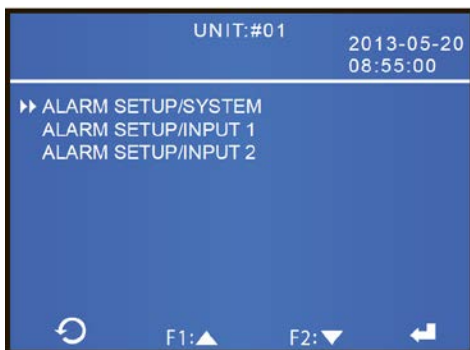 UNIT:#01
2013-05-20
08:55:00
ALARM SETUP/SYSTEM
ALARM SETUP/INPUT 1
ALARM SETUP/INPUT 2
F1:▲ F2:▼